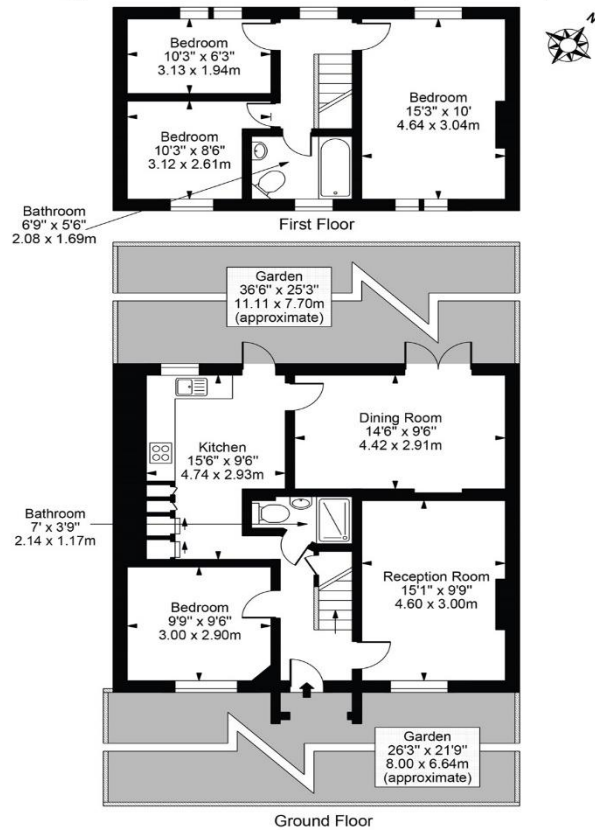 N
Bedroom
10'3" x 6'3"
3.13 x 1.94m
Bedroom
15'3" x 10'
4.64 x 3.04m
Bedroom
10'3" x 8'6"
3.12 x 2.61m
Bathroom
6'9" x 5'6"
2.08 x 1.69m
First Floor
Garden
36'6" x 25'3"
11.11 x 7.70m
(approximate)
Dining Room
14'6" x 9'6"
4.42 x 2.91m
Kitchen
15'6" x 9'6"
4.74 x 2.93m
Bathroom
7' x 3'9"
2.14 x 1.17m
Reception Room
15'1" x 9'9"
4.60 x 3.00m
Bedroom
9'9" x 9'6"
3.00 x 2.90m
Garden
26'3" x 21'9"
8.00 x 6.64m
(approximate)
Ground Floor